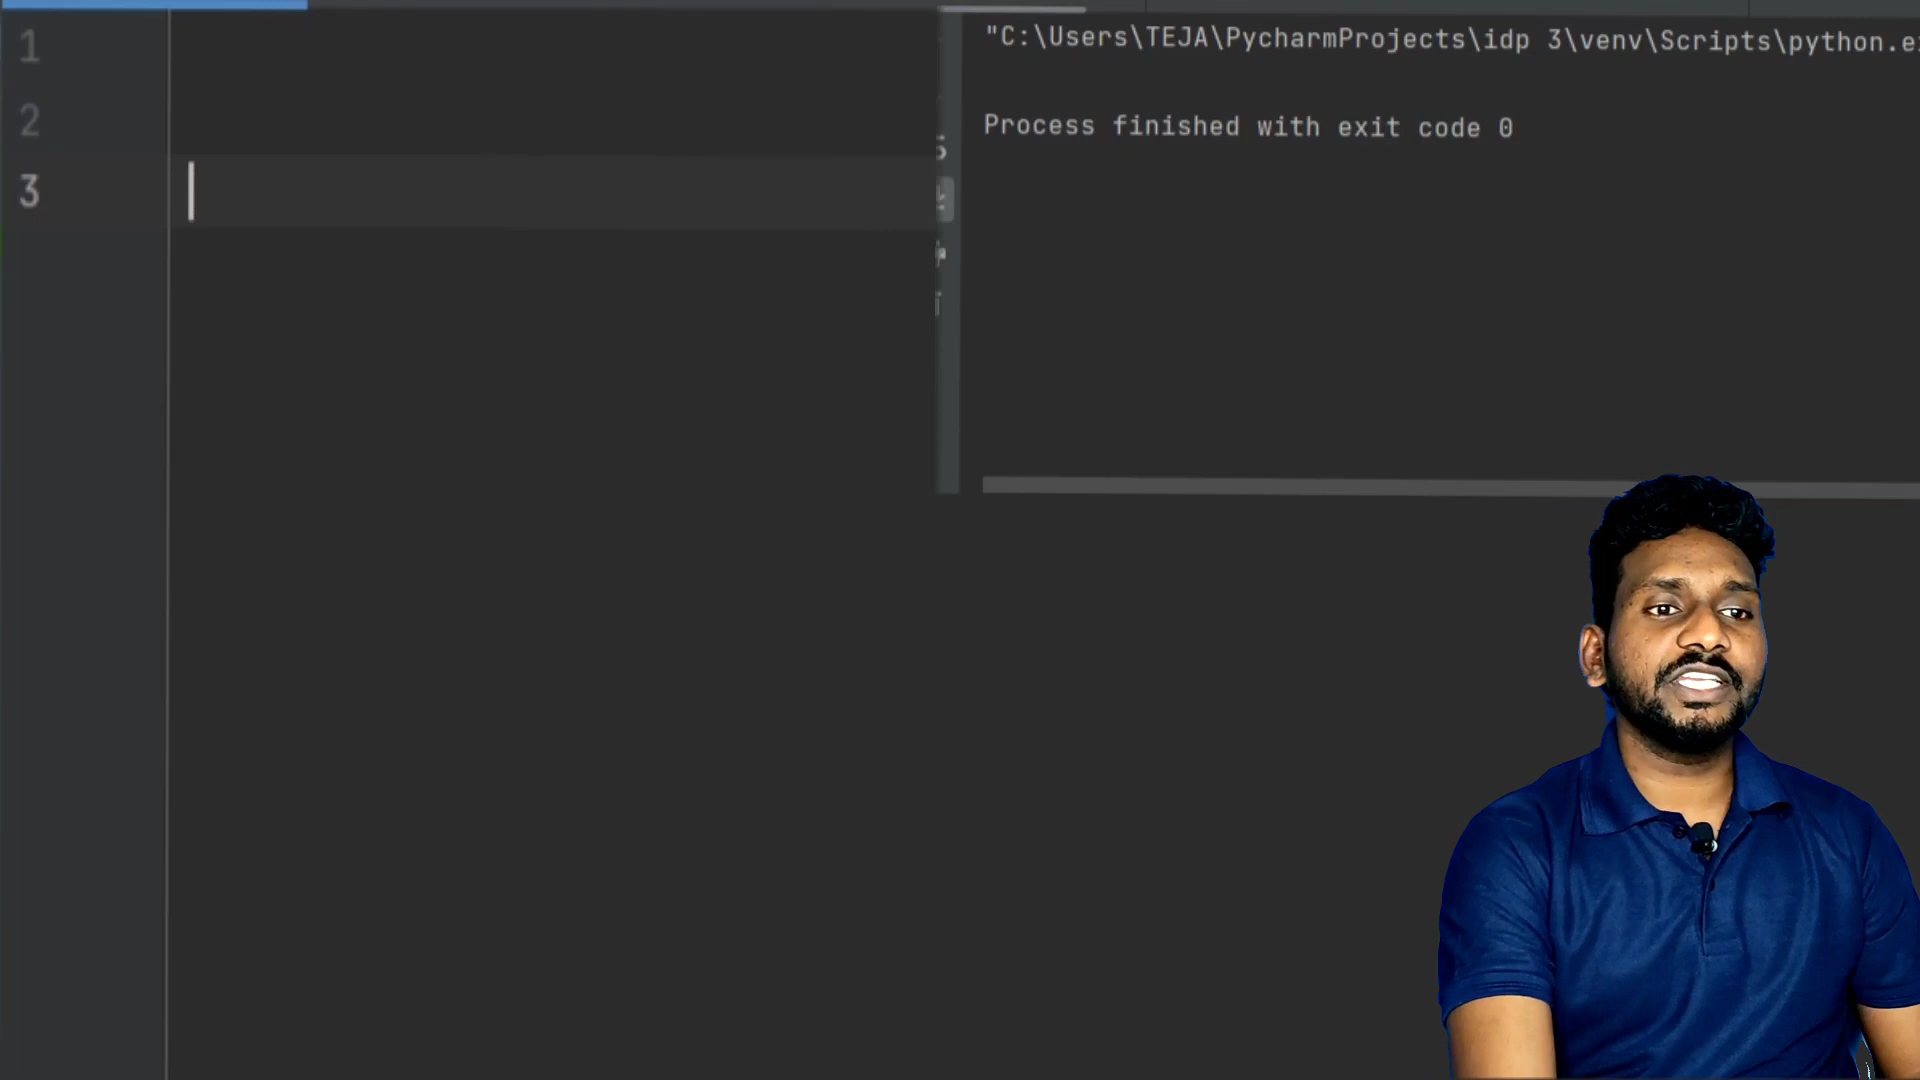 1
2
3
"C:\Users\TEJA\PycharmProjects\idp 3\venv\Scripts\python.e
Process finished with exit code 0